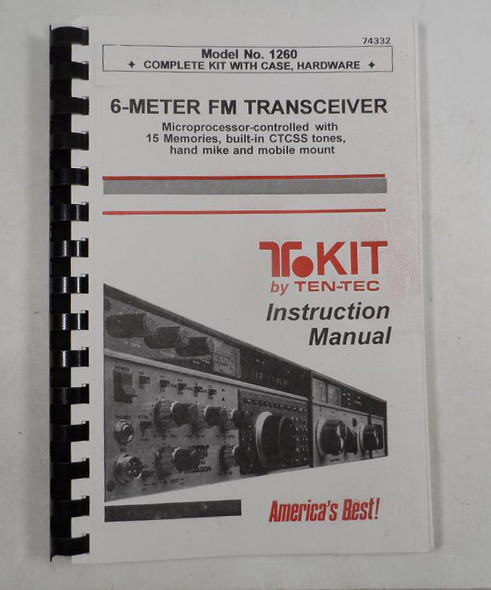 74332
Model No. 1260
✦ COMPLETE KIT WITH CASE, HARDWARE ✦
6-METER FM TRANSCEIVER
Microprocessor-controlled with
15 Memories, built-in CTCSS tones,
hand mike and mobile mount
T.KIT
by TEN-TEC
Instruction
Manual
America's Best!